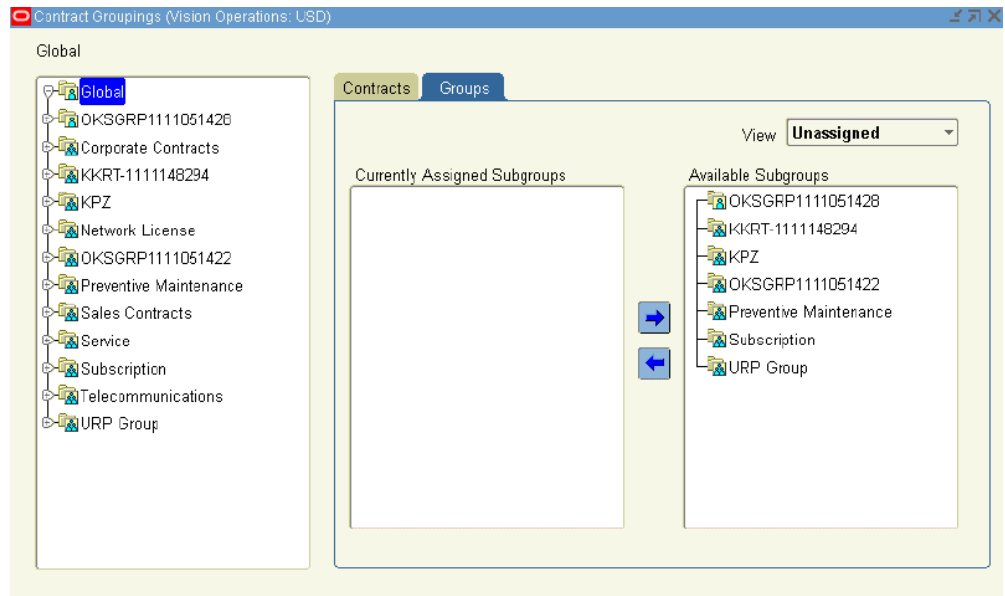 Contract Groupings (Vision Operations: USD)
Global
Global
OKSGRP1111051428
Corporate Contracts
KKRT-1111148294
KPZ
Network License
OKSGRP1111051422
Preventive Maintenance
Sales Contracts
Service
Subscription
Telecommunications
URP Group
Contracts
Groups
View
Unassigned
Currently Assigned Subgroups
Available Subgroups
OKSGRP1111051428
KKRT-1111148294
KPZ
OKSGRP1111051422
Preventive Maintenance
Subscription
URP Group